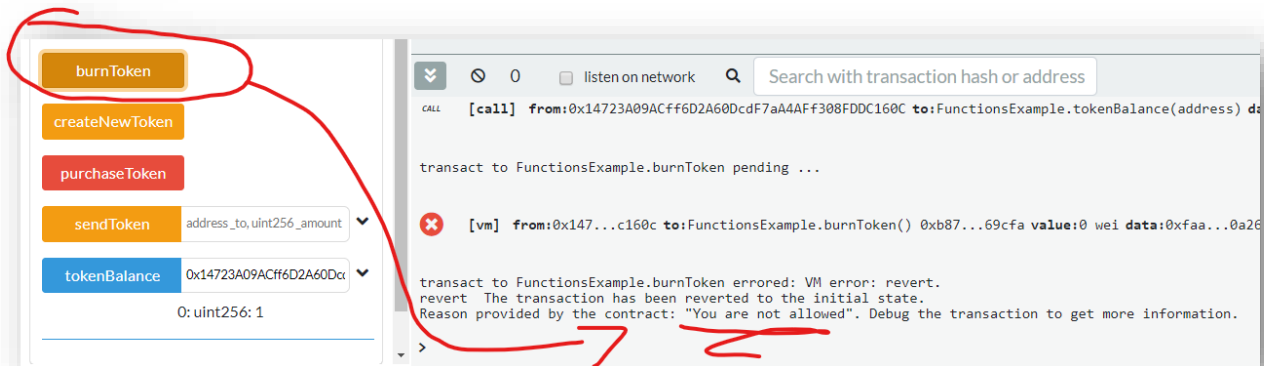 burnToken
createNewToken
purchaseToken
sendToken address_to, uint256_amount
tokenBalance 0x14723A09ACff6D2A60Dc
0: uint256: 1
0 listen on network Search with transaction hash or address
CALL [call] from:0x14723A09ACff6D2A60DcdF7aA4AFf308FDDC160C to:FunctionsExample.tokenBalance(address) da
transact to FunctionsExample.burnToken pending ...
[vm] from:0x147...c160c to:FunctionsExample.burnToken() 0xb87...69cfa value:0 wei data:0xfaa...0a26
transact to FunctionsExample.burnToken errored: VM error: revert.
revert The transaction has been reverted to the initial state.
Reason provided by the contract: "You are not allowed". Debug the transaction to get more information.
>